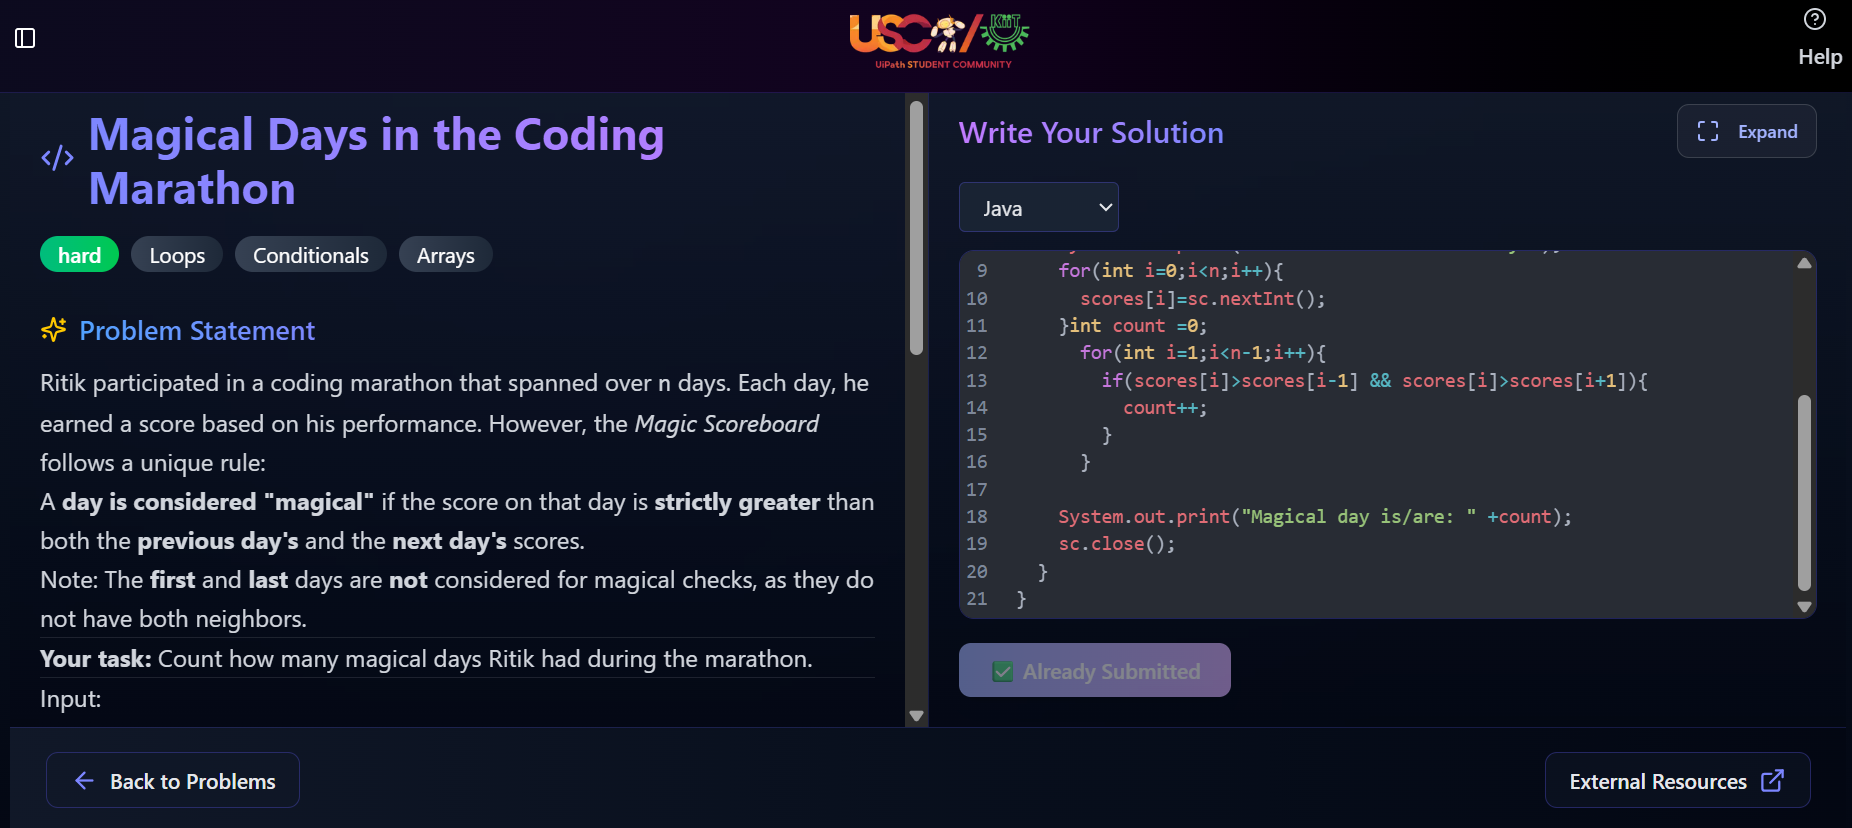 USC/KIIT
UiPath STUDENT COMMUNITY
Help
</> Magical Days in the Coding
Marathon
hard Loops Conditionals Arrays
Problem Statement
Ritik participated in a coding marathon that spanned over n days. Each day, he
earned a score based on his performance. However, the Magic Scoreboard
follows a unique rule:
A day is considered "magical" if the score on that day is strictly greater than
both the previous day's and the next day's scores.
Note: The first and last days are not considered for magical checks, as they do
not have both neighbors.
Your task: Count how many magical days Ritik had during the marathon.
Input:
Write Your Solution
Expand
Java
9 for(int i=0;i<n;i++){
10 scores[i]=sc.nextInt();
11 }int count =0;
12 for(int i=1;i<n-1;i++){
13 if(scores[i]>scores[i-1] && scores[i]>scores[i+1]){
14 count++;
15 }
16 }
17
18 System.out.print("Magical day is/are: " +count);
19 sc.close();
20 }
21 }
Already Submitted
Back to Problems
External Resources